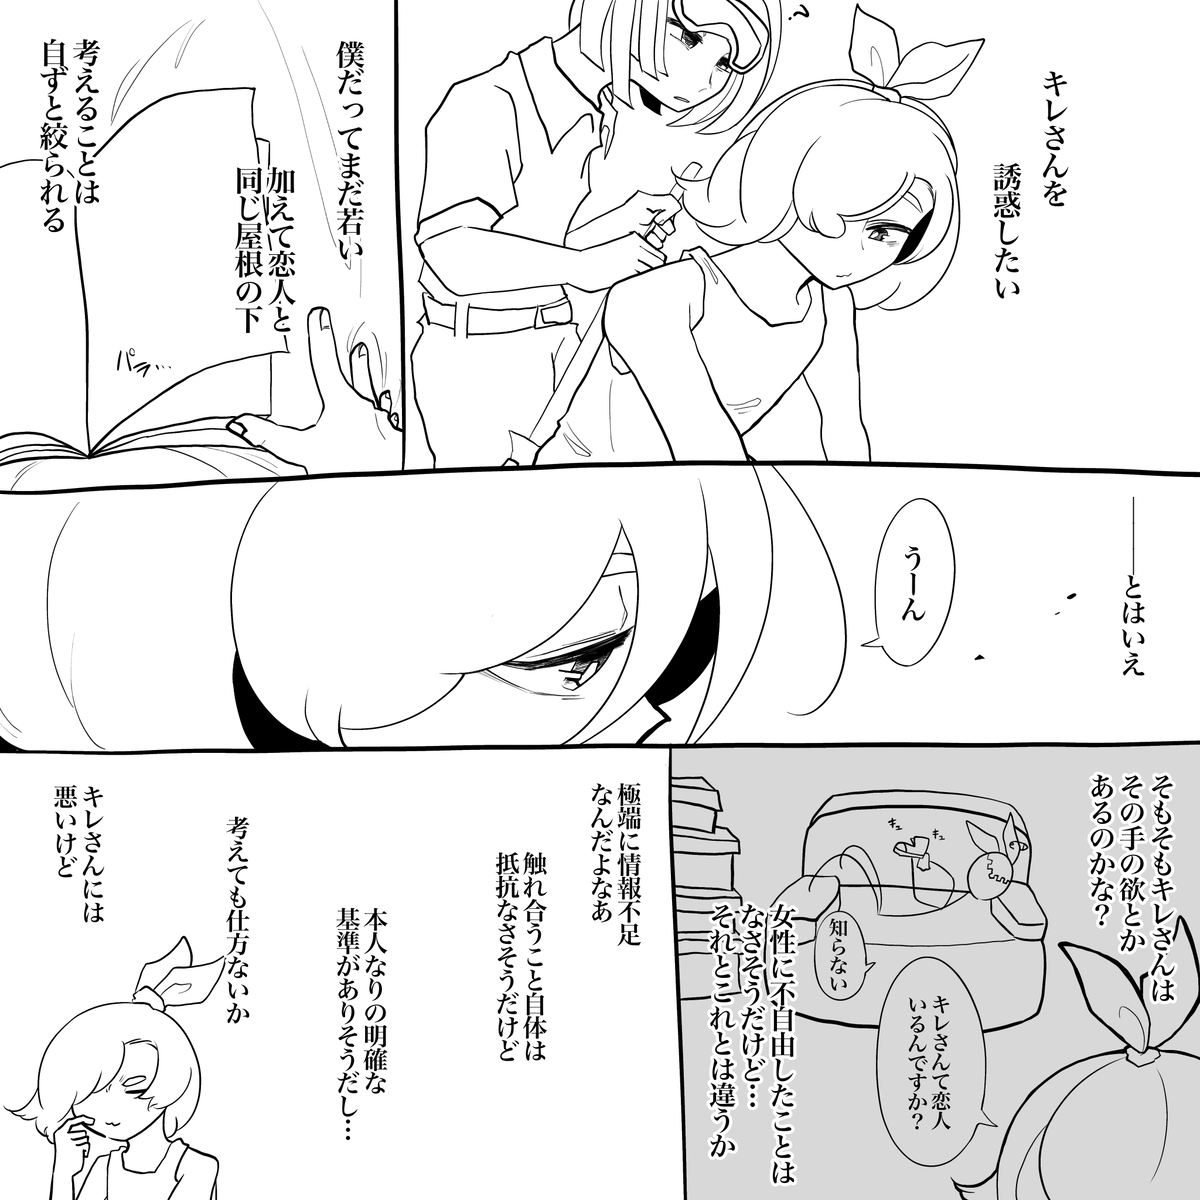 キレさんを
誘惑したい
?
僕だってまだ若い
加えて恋人と
同じ屋根の下
考えることは
自ずと絞られる
パラ…
――とはいえ
うーん
そもそもキレさんは
その手の欲とか
あるのかな?
キュ
キュ
キレさんて恋人
いるんですか?
知らない
女性に不自由したことは
なさそうだけど…
それとこれとは違うか
極端に情報不足
なんだよなあ
触れ合うこと自体は
抵抗なさそうだけど
本人なりの明確な
基準がありそうだし…
考えても仕方ないか
キレさんには
悪いけど